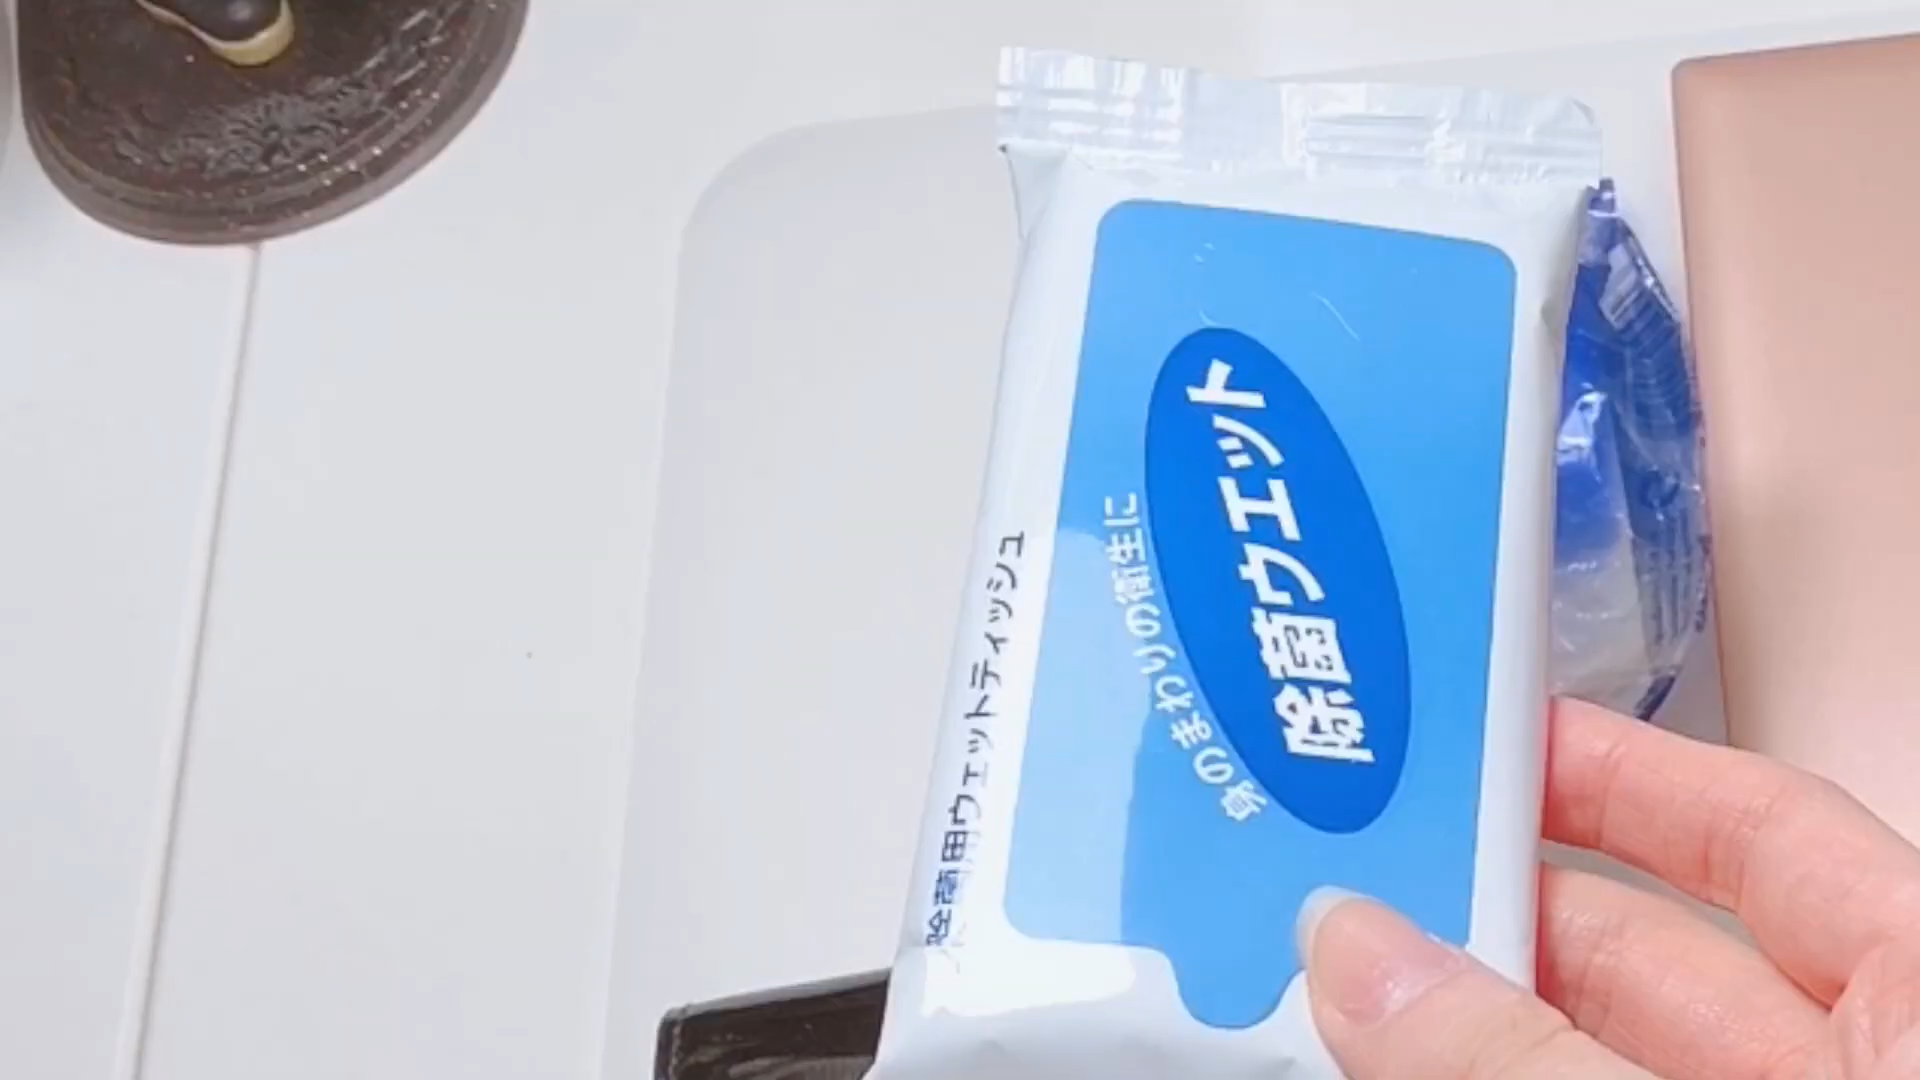 除菌用ウェットティッシュ
身のまわりの衛生に
除菌ウエット